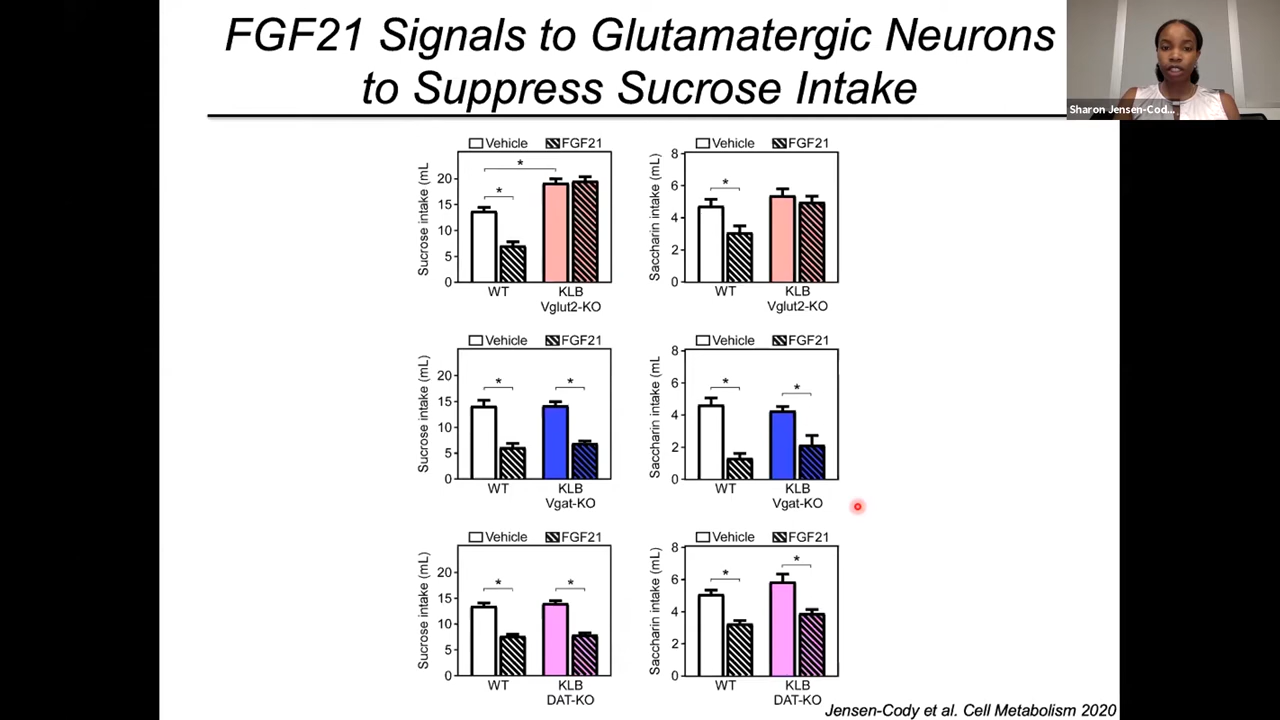 FGF21 Signals to Glutamatergic Neurons
to Suppress Sucrose Intake
Sharon Jensen-Cod...
Vehicle FGF21
Sucrose intake (mL
20
15
10
5
0
*
*
WT
KLB
Vglut2-KO
Vehicle FGF21
Saccharin intake (mL)
8
6
4
2
0
*
WT
KLB
Vglut2-KO
Vehicle FGF21
Sucrose intake (mL)
20
15
10
5
0
*
*
WT
KLB
Vgat-KO
Vehicle FGF21
Saccharin intake (mL
8
6
4
2
0
*
*
WT
KLB
Vgat-KO
Vehicle FGF21
Sucrose intake (mL)
20
15
10
5
0
*
*
WT
KLB
DAT-KO
Vehicle FGF21
Saccharin intake (mL)
8
6
4
2
0
*
*
WT
KLB
DAT-KO
Jensen-Cody et al. Cell Metabolism 2020